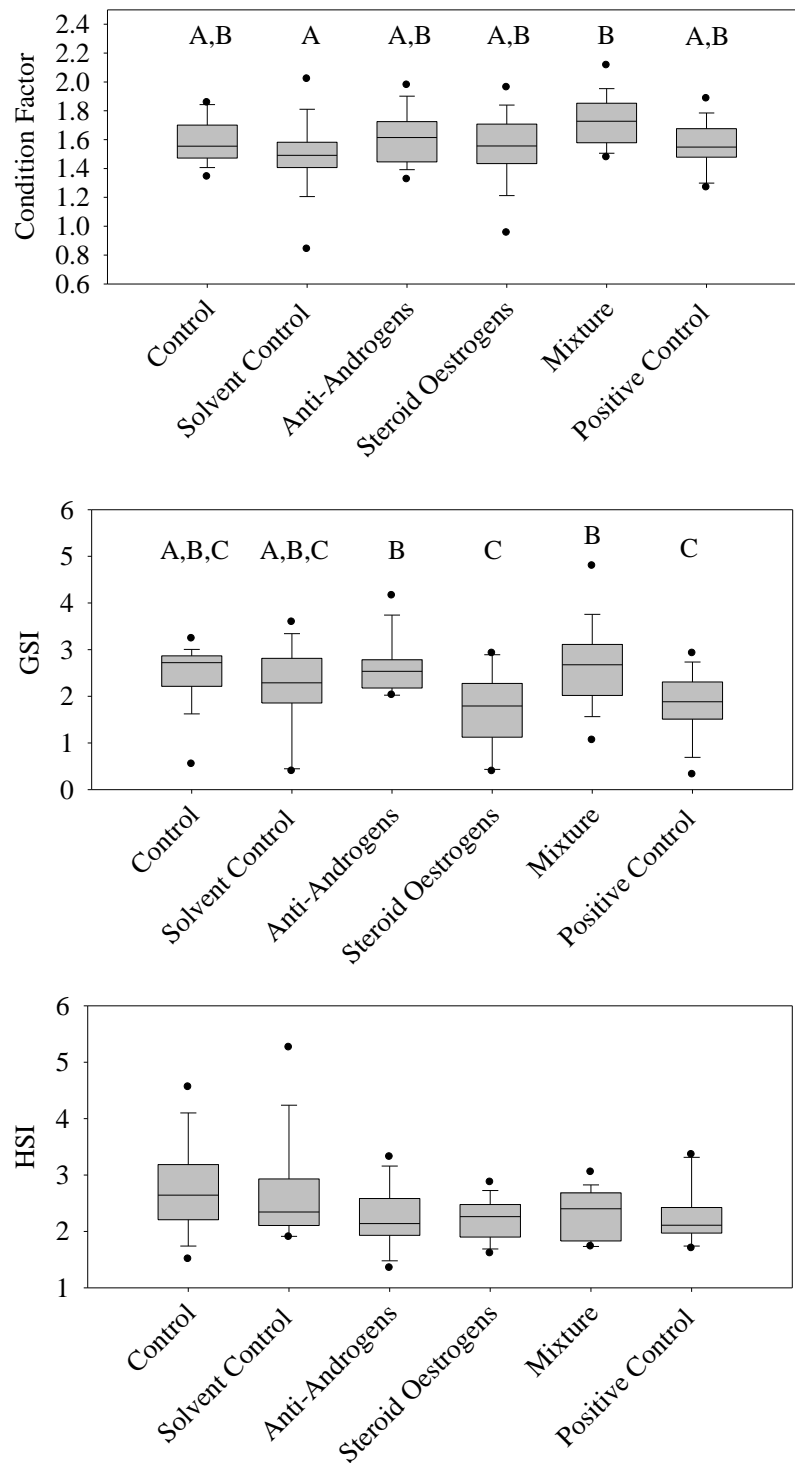 Condition Factor
2.4
2.2
2.0
1.8
1.6
1.4
1.2
1.0
0.8
0.6
A,B
A
A,B
A,B
B
A,B
Control
Solvent Control
Anti-Androgens
Steroid Oestrogens
Mixture
Positive Control
GSI
6
5
4
3
2
1
0
A,B,C
A,B,C
B
C
B
C
Control
Solvent Control
Anti-Androgens
Steroid Oestrogens
Mixture
Positive Control
HSI
6
5
4
3
2
1
Control
Solvent Control
Anti-Androgens
Steroid Oestrogens
Mixture
Positive Control